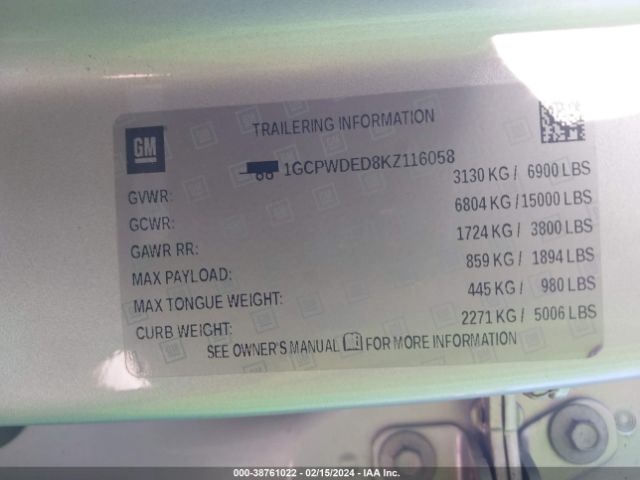 GM
TRAILERING INFORMATION
1GCPWDED8KZ116058
GVWR: 3130 KG / 6900 LBS
GCWR: 6804 KG / 15000 LBS
GAWR RR: 1724 KG / 3800 LBS
MAX PAYLOAD: 859 KG / 1894 LBS
MAX TONGUE WEIGHT: 445 KG / 980 LBS
CURB WEIGHT: 2271 KG / 5006 LBS
SEE OWNER'S MANUAL FOR MORE INFORMATION
000-38761022 - 02/15/2024 - IAA Inc.